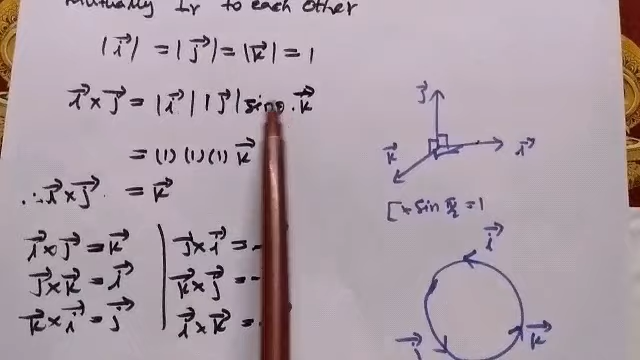 Mutually ⊥r to each other
|i⃗| = |j⃗| = |k⃗| = 1
i⃗ × j⃗ = |i⃗| |j⃗| sin . k⃗
= (1) (1) (1) k⃗
∴ i⃗ × j⃗ = k⃗
i⃗ × j⃗ = k⃗
j⃗ × k⃗ = i⃗
k⃗ × i⃗ = j⃗
j⃗ × i⃗ = -
k⃗ × j⃗ = -
i⃗ × k⃗ =
j⃗
k⃗
i⃗
[∵ sin π/2 = 1
i⃗
k⃗
j⃗